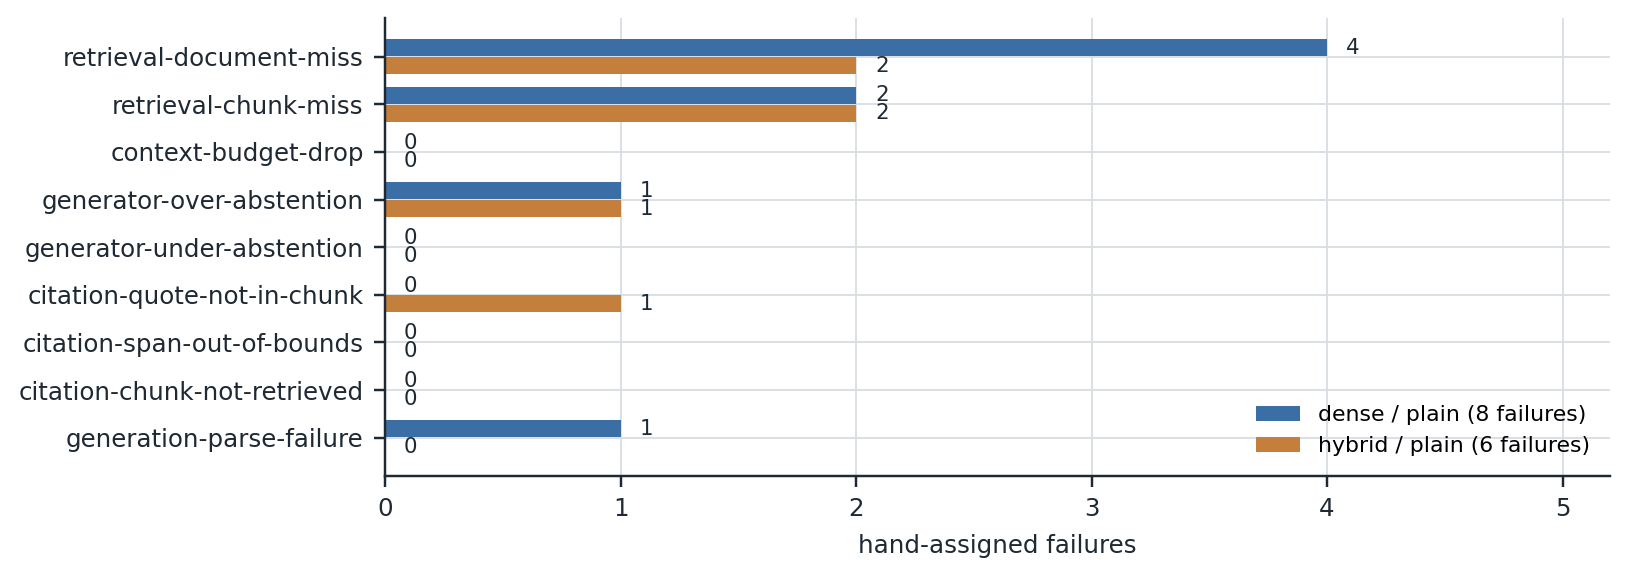 retrieval-document-miss 4
2
retrieval-chunk-miss 2
2
context-budget-drop 0
0
generator-over-abstention 1
1
generator-under-abstention 0
0
citation-quote-not-in-chunk 0
1
citation-span-out-of-bounds 0
0
citation-chunk-not-retrieved 0
0
generation-parse-failure 1
0
dense / plain (8 failures)
hybrid / plain (6 failures)
0 1 2 3 4 5
hand-assigned failures